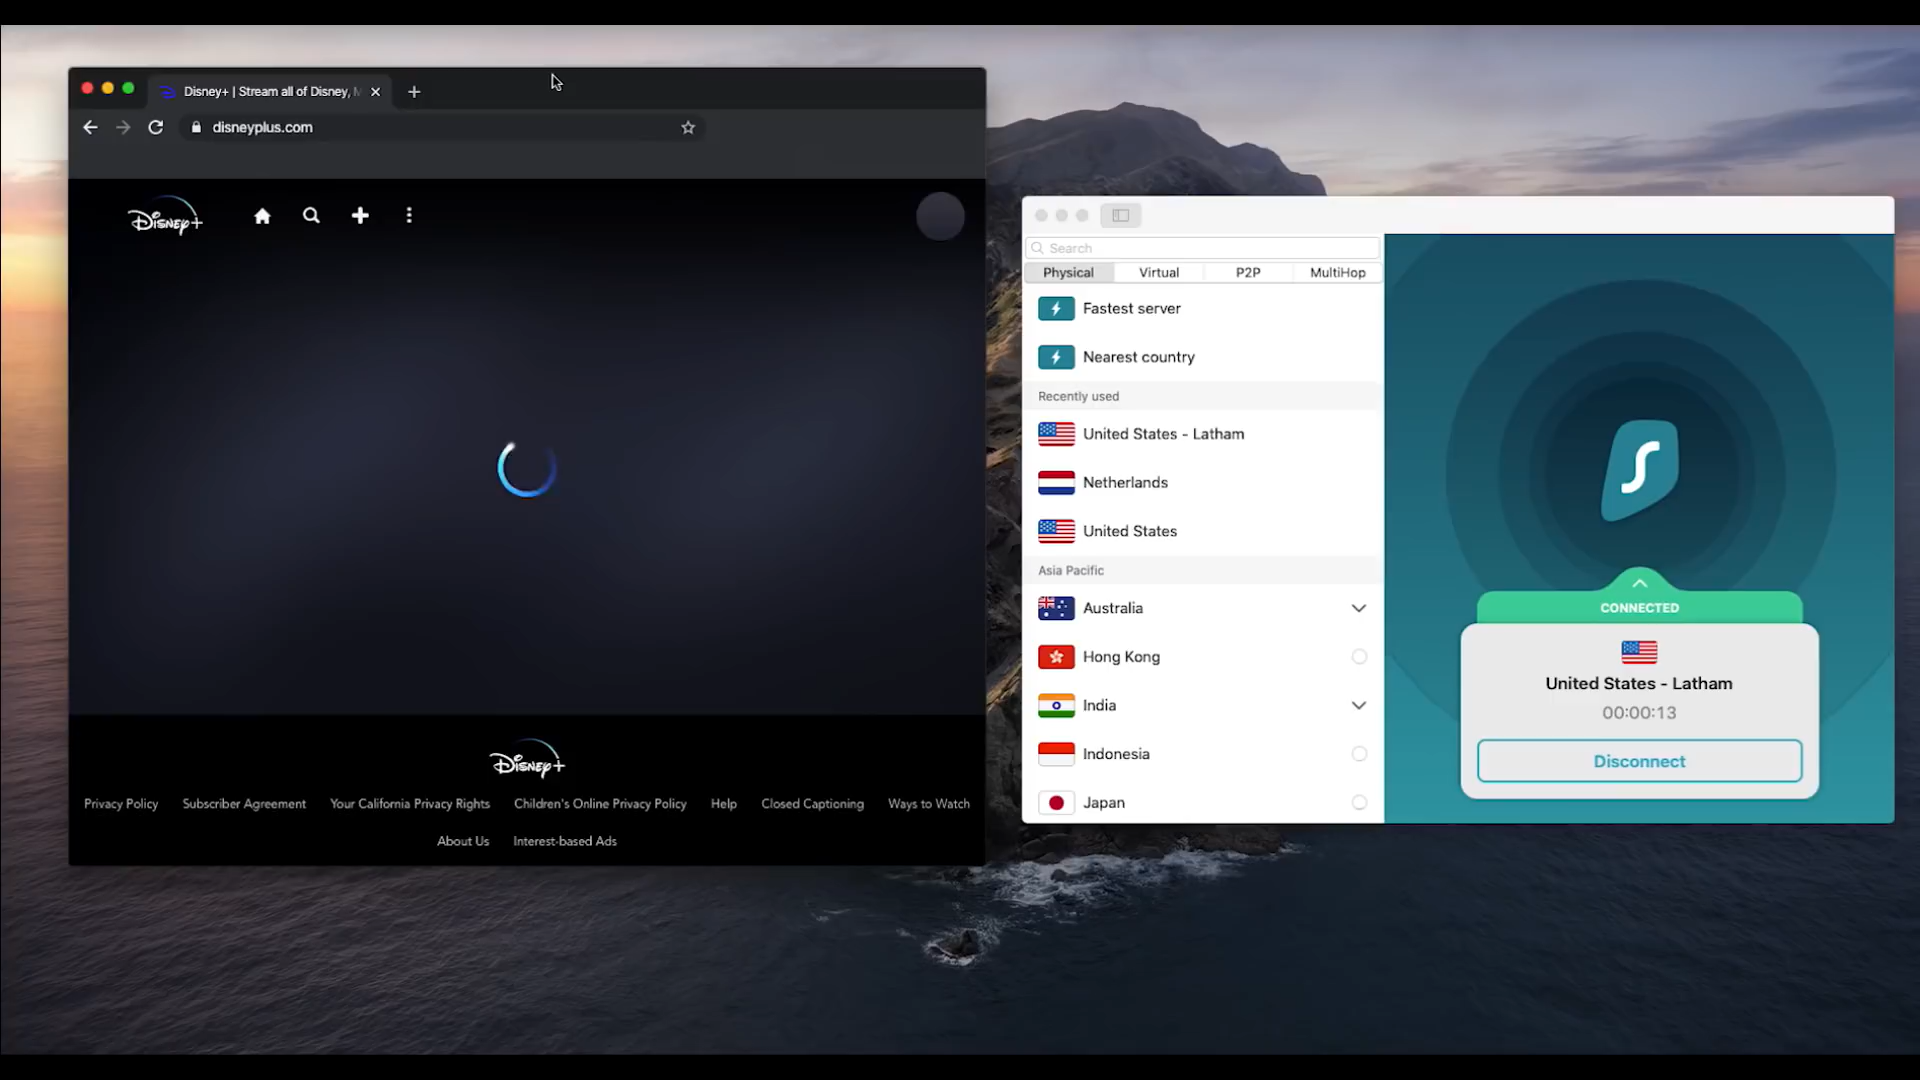 Disney+ | Stream all of Disney, M
disneyplus.com
Disney+
Disney+
Privacy Policy
Subscriber Agreement
Your California Privacy Rights
Children's Online Privacy Policy
Help
Closed Captioning
Ways to Watch
About Us
Interest-based Ads
Search
Physical
Virtual
P2P
MultiHop
Fastest server
Nearest country
Recently used
United States - Latham
Netherlands
United States
Asia Pacific
Australia
Hong Kong
India
Indonesia
Japan
CONNECTED
United States - Latham
00:00:13
Disconnect